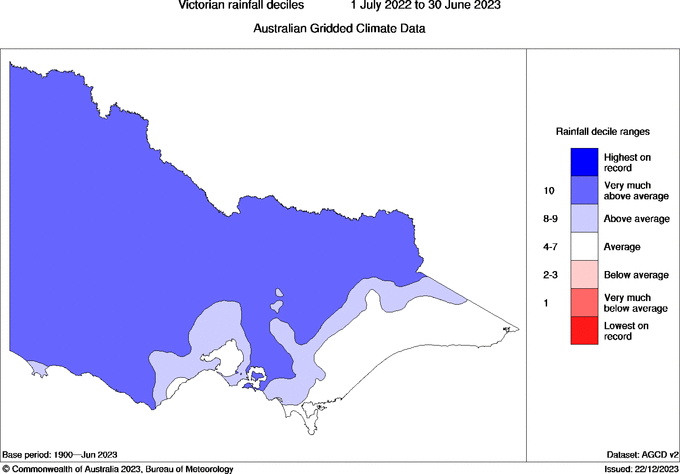 Victorian rainfall deciles 1 July 2022 to 30 June 2023
Australian Gridded Climate Data
Rainfall decile ranges
Highest on
record
10 Very much
above average
8-9 Above average
4-7 Average
2-3 Below average
1 Very much
below average
Lowest on
record
Base period: 1900—Jun 2023
Dataset: AGCD v2
© Commonwealth of Australia 2023, Bureau of Meteorology
Issued: 22/12/2023